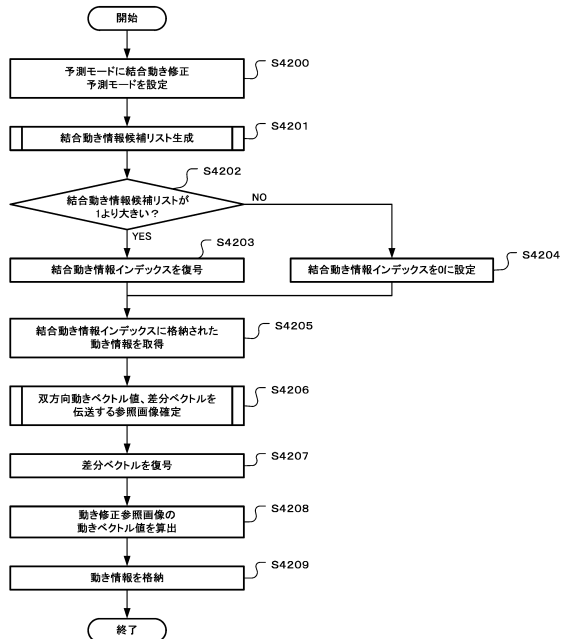 開始
予測モードに結合動き修正
予測モードを設定
S4200
結合動き情報候補リスト生成
S4201
S4202
結合動き情報候補リストが
1より大きい？
NO
YES
S4203
結合動き情報インデックスを復号
結合動き情報インデックスを0に設定
S4204
結合動き情報インデックスに格納された
動き情報を取得
S4205
双方向動きベクトル値、差分ベクトルを
伝送する参照画像確定
S4206
差分ベクトルを復号
S4207
動き修正参照画像の
動きベクトル値を算出
S4208
動き情報を格納
S4209
終了